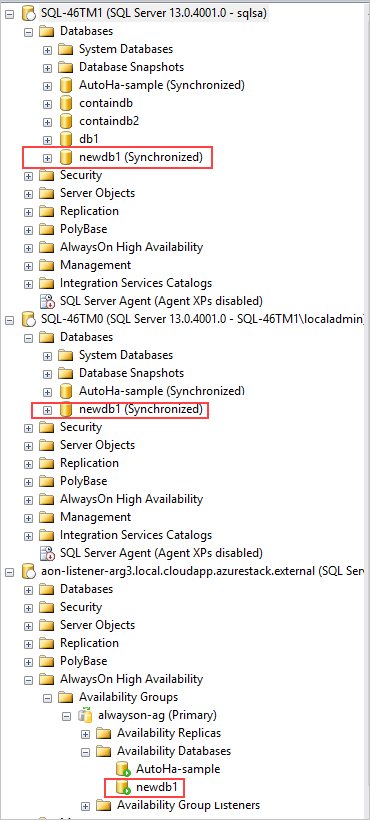 SQL-46TM1 (SQL Server 13.0.4001.0 - sqlsa)
Databases
System Databases
Database Snapshots
AutoHa-sample (Synchronized)
containdb
containdb2
db1
newdb1 (Synchronized)
Security
Server Objects
Replication
PolyBase
AlwaysOn High Availability
Management
Integration Services Catalogs
SQL Server Agent (Agent XPs disabled)
SQL-46TM0 (SQL Server 13.0.4001.0 - SQL-46TM1\localadmin)
Databases
System Databases
Database Snapshots
AutoHa-sample (Synchronized)
newdb1 (Synchronized)
Security
Server Objects
Replication
PolyBase
AlwaysOn High Availability
Management
Integration Services Catalogs
SQL Server Agent (Agent XPs disabled)
aon-listener-arg3.local.cloudapp.azurestack.external (SQL Ser
Databases
Security
Server Objects
Replication
PolyBase
AlwaysOn High Availability
Availability Groups
alwayson-ag (Primary)
Availability Replicas
Availability Databases
AutoHa-sample
newdb1
Availability Group Listeners